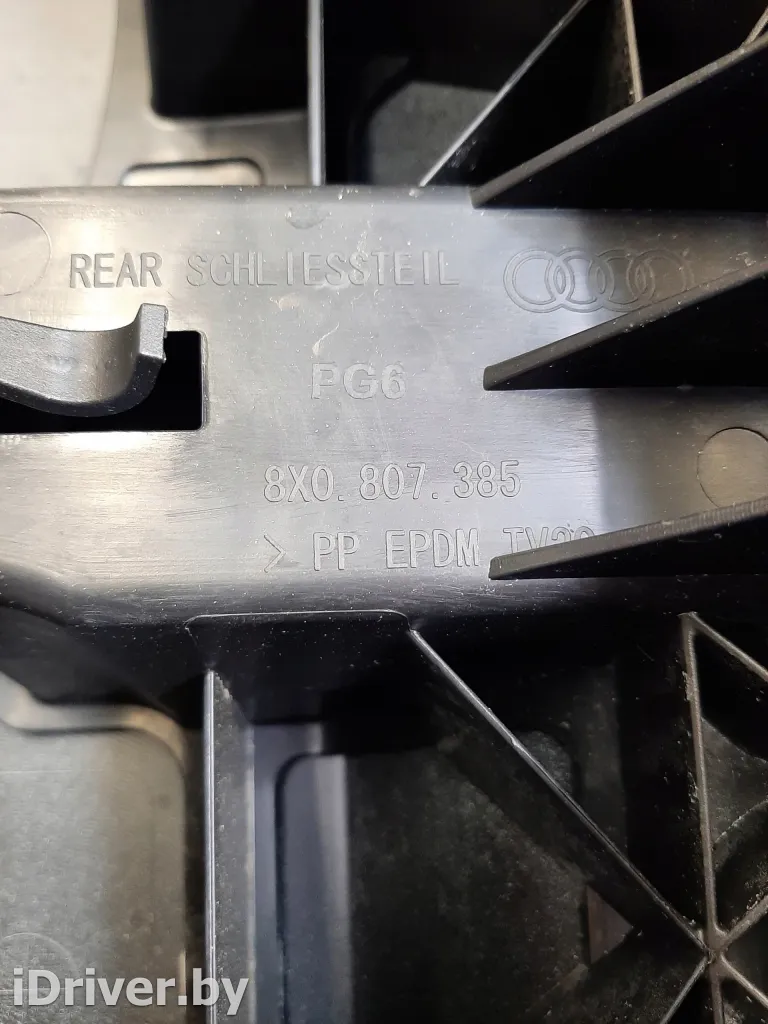 REAR SCHLIESSTEIL
PG6
8X0.807.385
> PP EPDM
iDriver.by